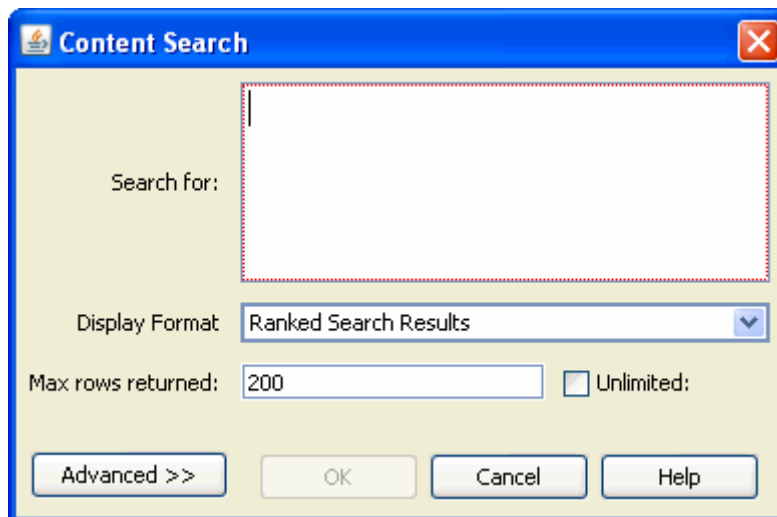 Content Search
Search for:
Display Format Ranked Search Results
Max rows returned: 200 Unlimited:
Advanced >> OK Cancel Help